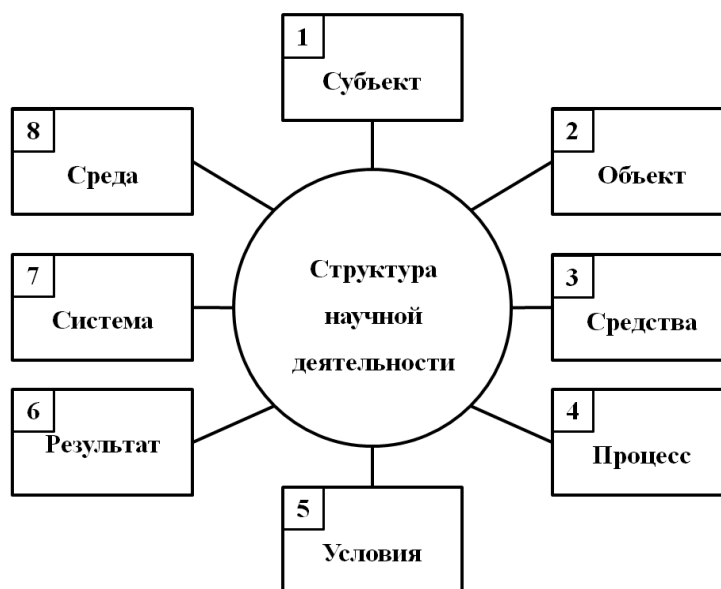 1
Субъект
2
Объект
3
Средства
4
Процесс
5
Условия
6
Результат
7
Система
8
Среда
Структура
научной
деятельности